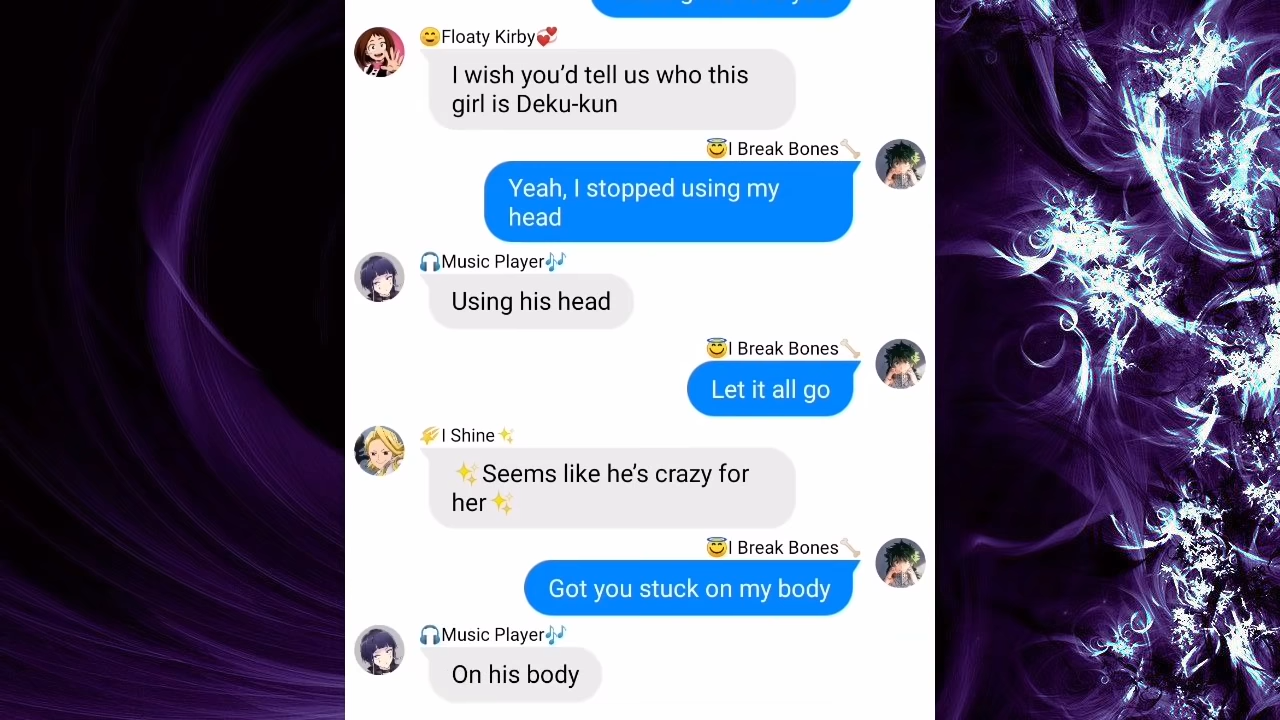 😊Floaty Kirby💞
I wish you’d tell us who this
girl is Deku-kun
😇I Break Bones🦴
Yeah, I stopped using my
head
🎧Music Player🎶
Using his head
😇I Break Bones🦴
Let it all go
🌠I Shine✨
✨Seems like he’s crazy for
her✨
😇I Break Bones🦴
Got you stuck on my body
🎧Music Player🎶
On his body